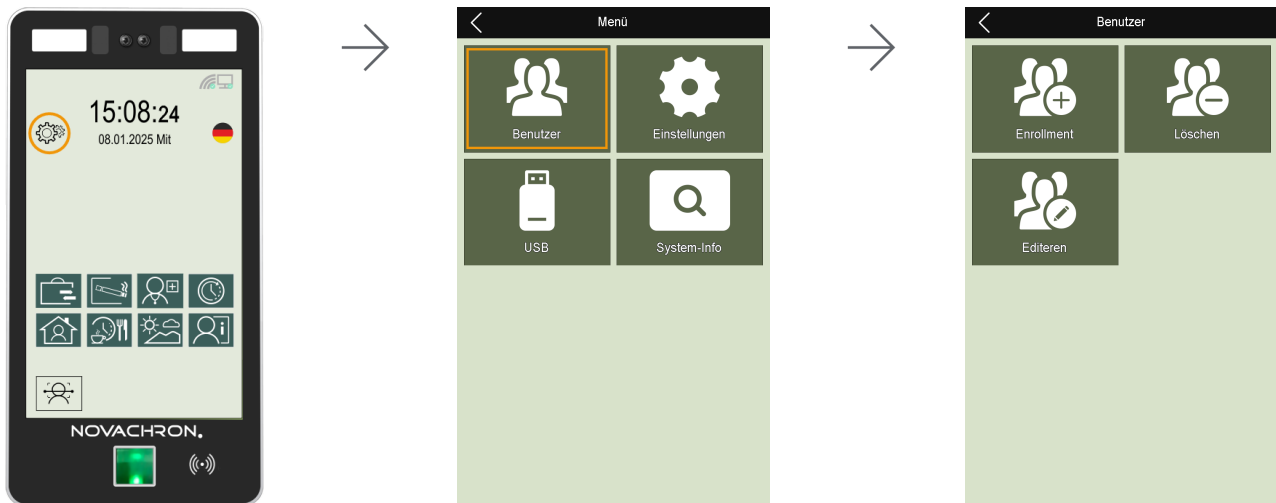 15:08:24
08.01.2025 Mit
NOVACHRON.
Menü
Benutzer
Einstellungen
USB
System-Info
Benutzer
Enrollment
Löschen
Editeren